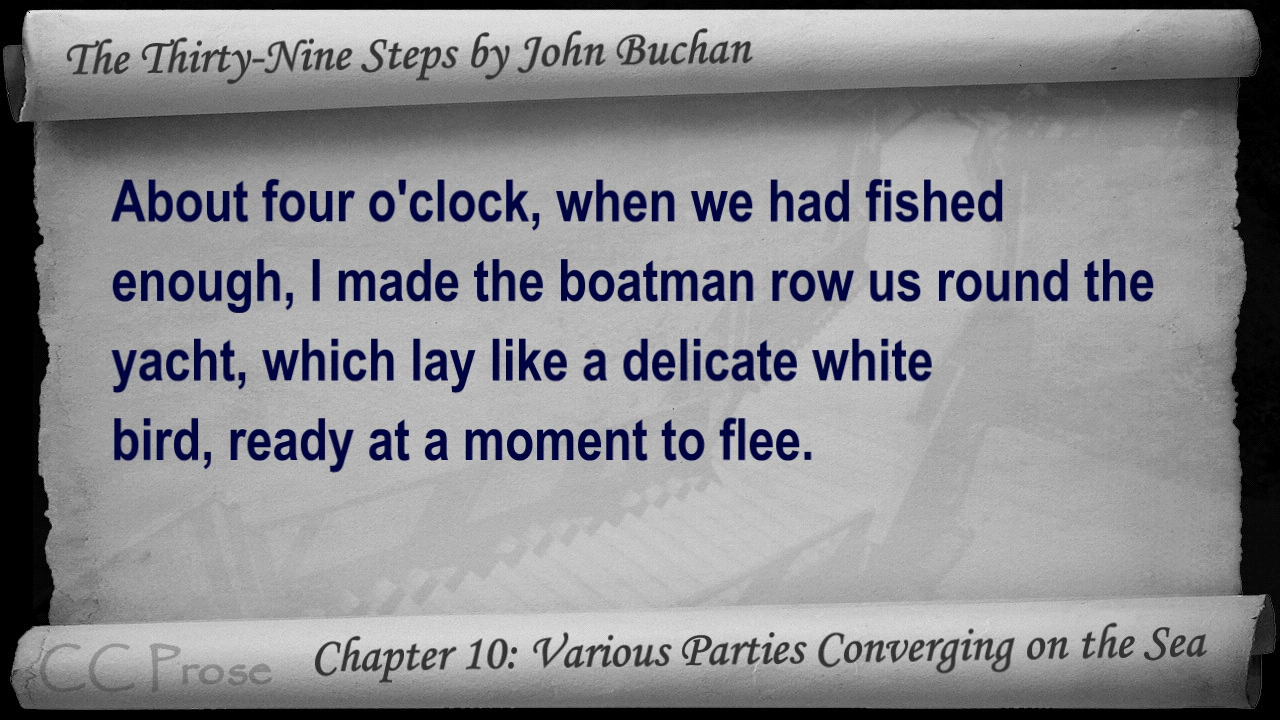 The Thirty-Nine Steps by John Buchan
About four o'clock, when we had fished
enough, I made the boatman row us round the
yacht, which lay like a delicate white
bird, ready at a moment to flee.
CC Prose
Chapter 10: Various Parties Converging on the Sea